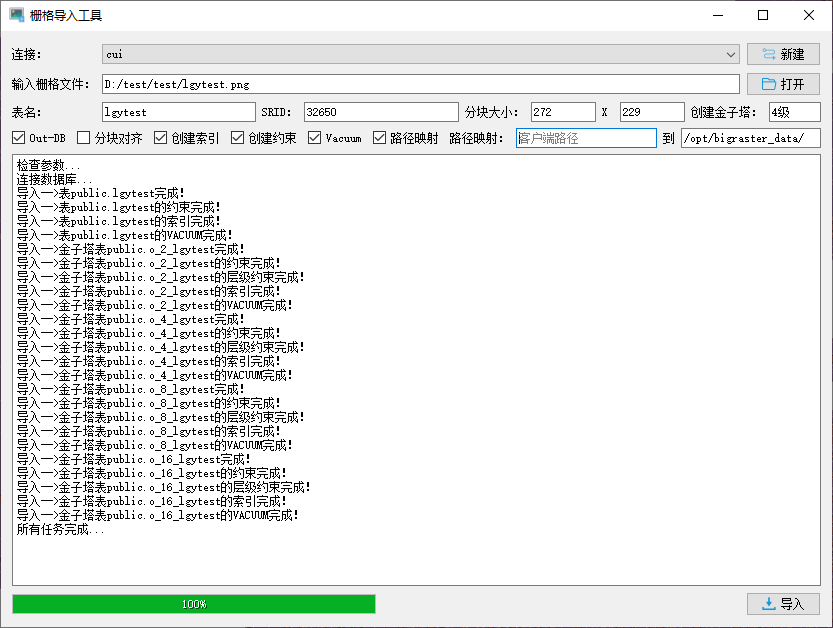 栅格导入工具
连接: cui 新建
输入栅格文件: D:/test/test/lgytest.png 打开
表名: lgytest SRID: 32650 分块大小: 272 X 229 创建金子塔: 4级
Out-DB 分块对齐 创建索引 创建约束 Vacuum 路径映射 路径映射: 客户端路径 到 /opt/bigraster_data/
检查参数...
连接数据库...
导入—>表public.lgytest完成!
导入—>表public.lgytest的约束完成!
导入—>表public.lgytest的索引完成!
导入—>表public.lgytest的VACUUM完成!
导入—>金子塔表public.o_2_lgytest完成!
导入—>金子塔表public.o_2_lgytest的约束完成!
导入—>金子塔表public.o_2_lgytest的层级约束完成!
导入—>金子塔表public.o_2_lgytest的索引完成!
导入—>金子塔表public.o_2_lgytest的VACUUM完成!
导入—>金子塔表public.o_4_lgytest完成!
导入—>金子塔表public.o_4_lgytest的约束完成!
导入—>金子塔表public.o_4_lgytest的层级约束完成!
导入—>金子塔表public.o_4_lgytest的索引完成!
导入—>金子塔表public.o_4_lgytest的VACUUM完成!
导入—>金子塔表public.o_8_lgytest完成!
导入—>金子塔表public.o_8_lgytest的约束完成!
导入—>金子塔表public.o_8_lgytest的层级约束完成!
导入—>金子塔表public.o_8_lgytest的索引完成!
导入—>金子塔表public.o_8_lgytest的VACUUM完成!
导入—>金子塔表public.o_16_lgytest完成!
导入—>金子塔表public.o_16_lgytest的约束完成!
导入—>金子塔表public.o_16_lgytest的层级约束完成!
导入—>金子塔表public.o_16_lgytest的索引完成!
导入—>金子塔表public.o_16_lgytest的VACUUM完成!
所有任务完成...
100% 导入